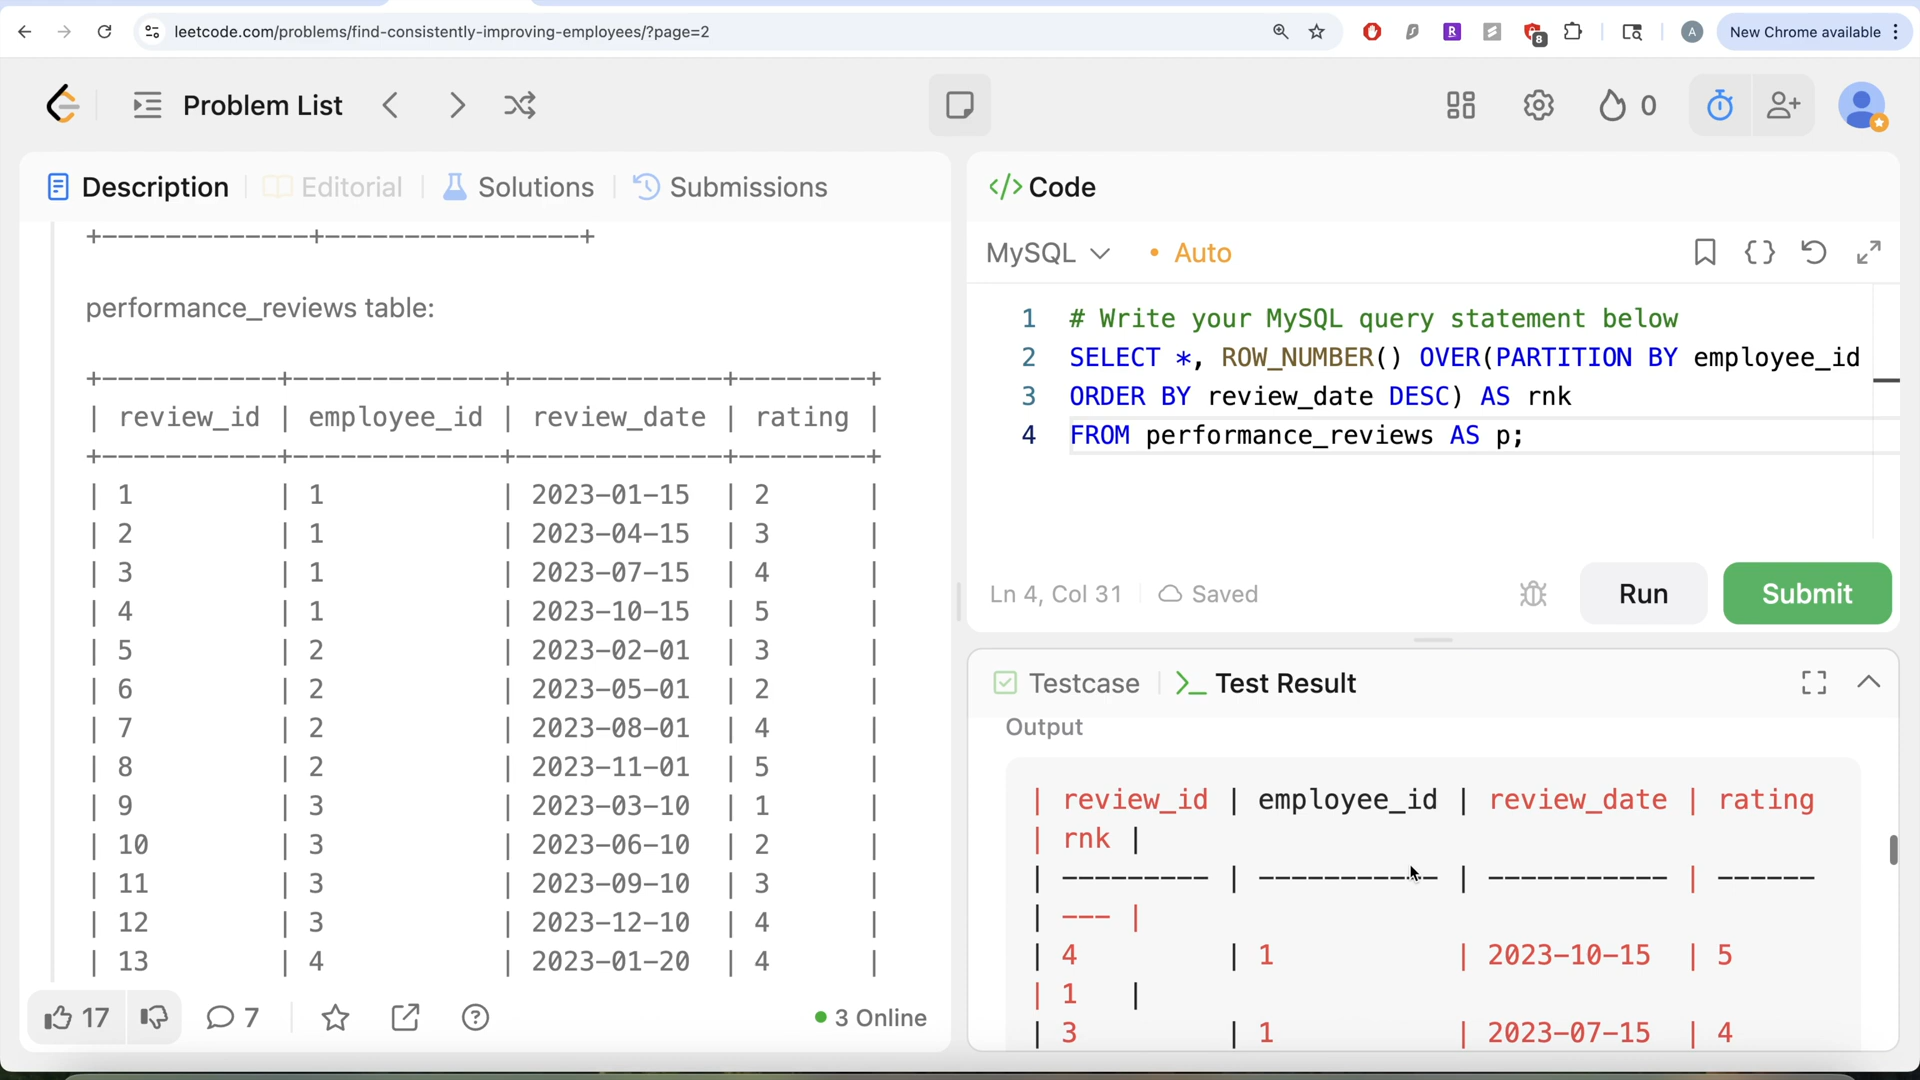 leetcode.com/problems/find-consistently-improving-employees/?page=2
8
A
New Chrome available
Problem List
0
Description
Editorial
Solutions
Submissions
+-------------+----------------+
performance_reviews table:
+------------+--------------+--------------+---------+
| review_id | employee_id | review_date | rating |
+------------+--------------+--------------+---------+
| 1 | 1 | 2023-01-15 | 2 |
| 2 | 1 | 2023-04-15 | 3 |
| 3 | 1 | 2023-07-15 | 4 |
| 4 | 1 | 2023-10-15 | 5 |
| 5 | 2 | 2023-02-01 | 3 |
| 6 | 2 | 2023-05-01 | 2 |
| 7 | 2 | 2023-08-01 | 4 |
| 8 | 2 | 2023-11-01 | 5 |
| 9 | 3 | 2023-03-10 | 1 |
| 10 | 3 | 2023-06-10 | 2 |
| 11 | 3 | 2023-09-10 | 3 |
| 12 | 3 | 2023-12-10 | 4 |
| 13 | 4 | 2023-01-20 | 4 |
17
7
3 Online
</> Code
MySQL
• Auto
1 # Write your MySQL query statement below
2 SELECT *, ROW_NUMBER() OVER(PARTITION BY employee_id
3 ORDER BY review_date DESC) AS rnk
4 FROM performance_reviews AS p;
Ln 4, Col 31
Saved
Run
Submit
Testcase
Test Result
Output
| review_id | employee_id | review_date | rating
| rnk |
| --------- | ----------- | ----------- | ------
| --- |
| 4 | 1 | 2023-10-15 | 5
| 1 |
| 3 | 1 | 2023-07-15 | 4